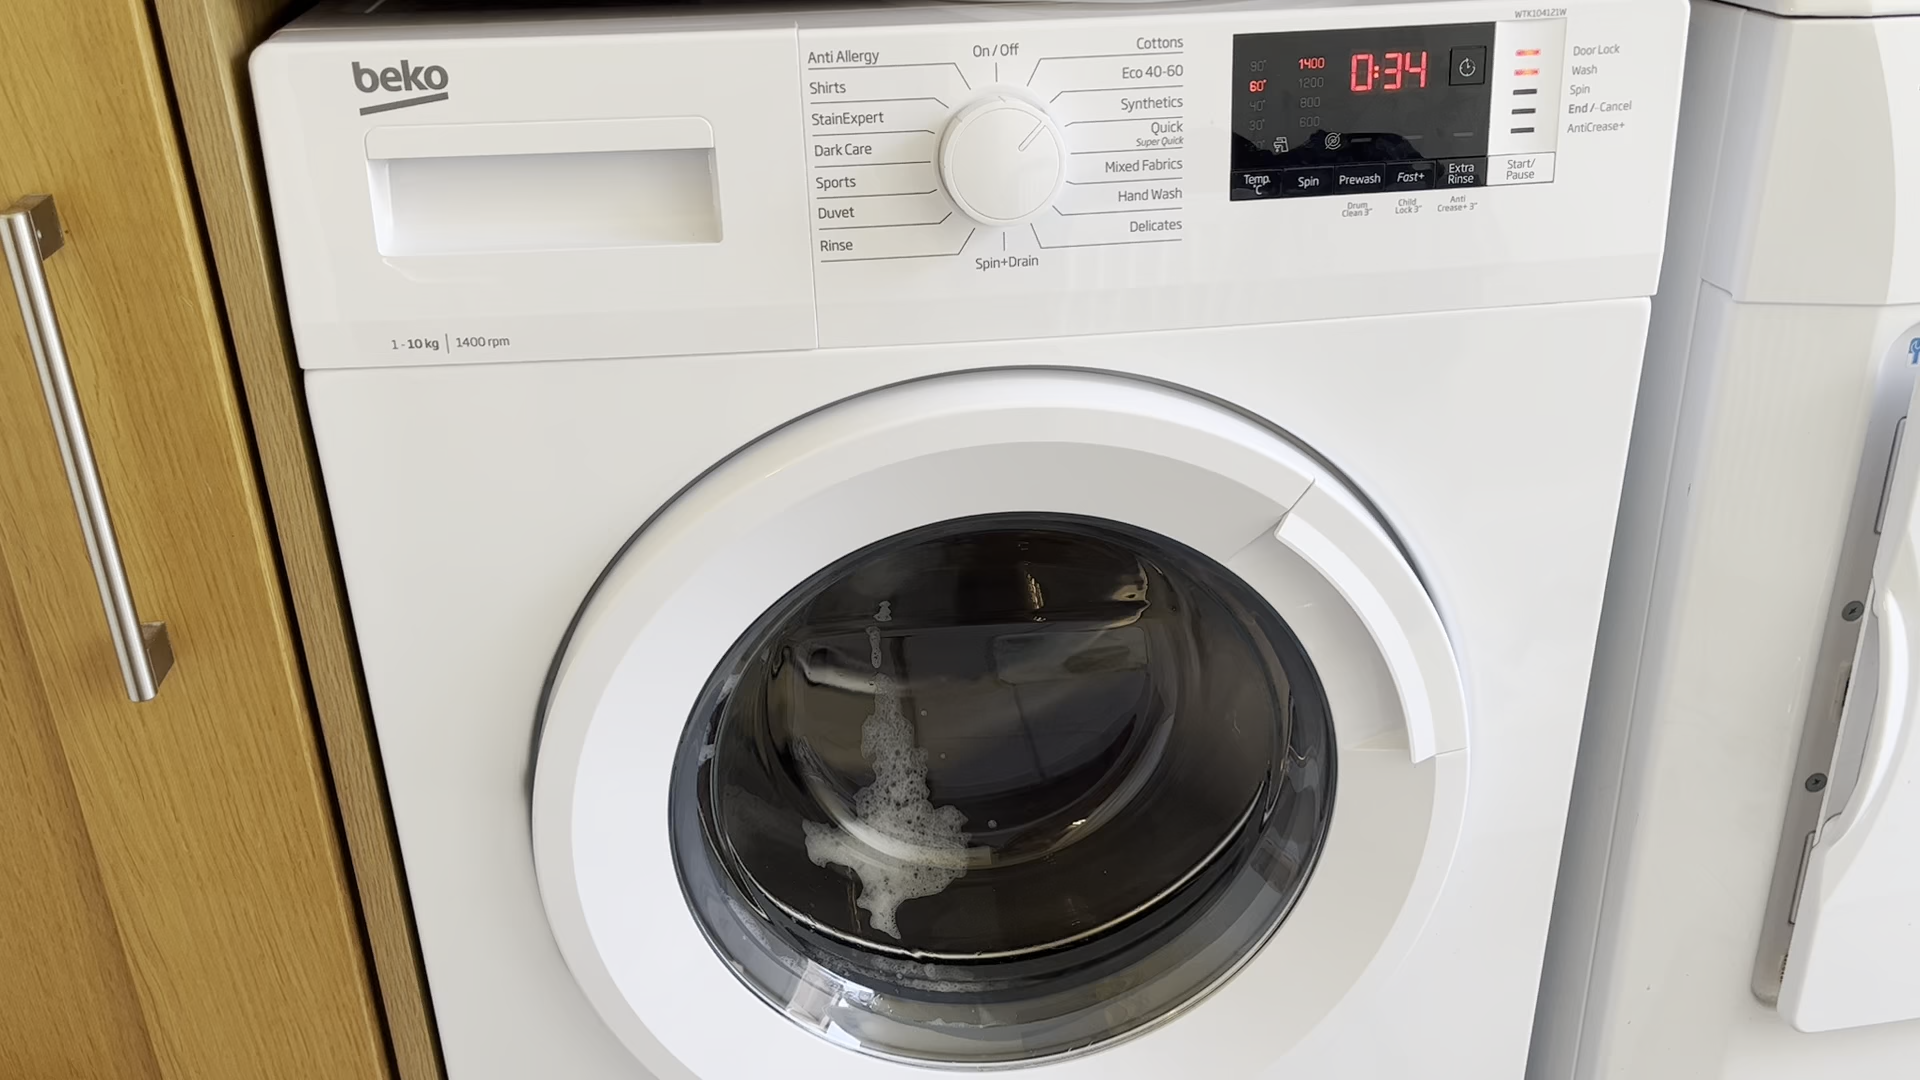 beko
1 - 10 kg | 1400 rpm
Anti Allergy
Shirts
StainExpert
Dark Care
Sports
Duvet
Rinse
On / Off
Spin+Drain
Cottons
Eco 40-60
Synthetics
Quick
Super Quick
Mixed Fabrics
Hand Wash
Delicates
WTK104121W
90° 1400 0:34
60° 1200
40° 800
30° 600
Temp. °C
Spin
Prewash
Fast+
Extra Rinse
Start/ Pause
Drum Clean 3"
Child Lock 3"
Anti Crease+ 3"
Door Lock
Wash
Spin
End / Cancel
AntiCrease+